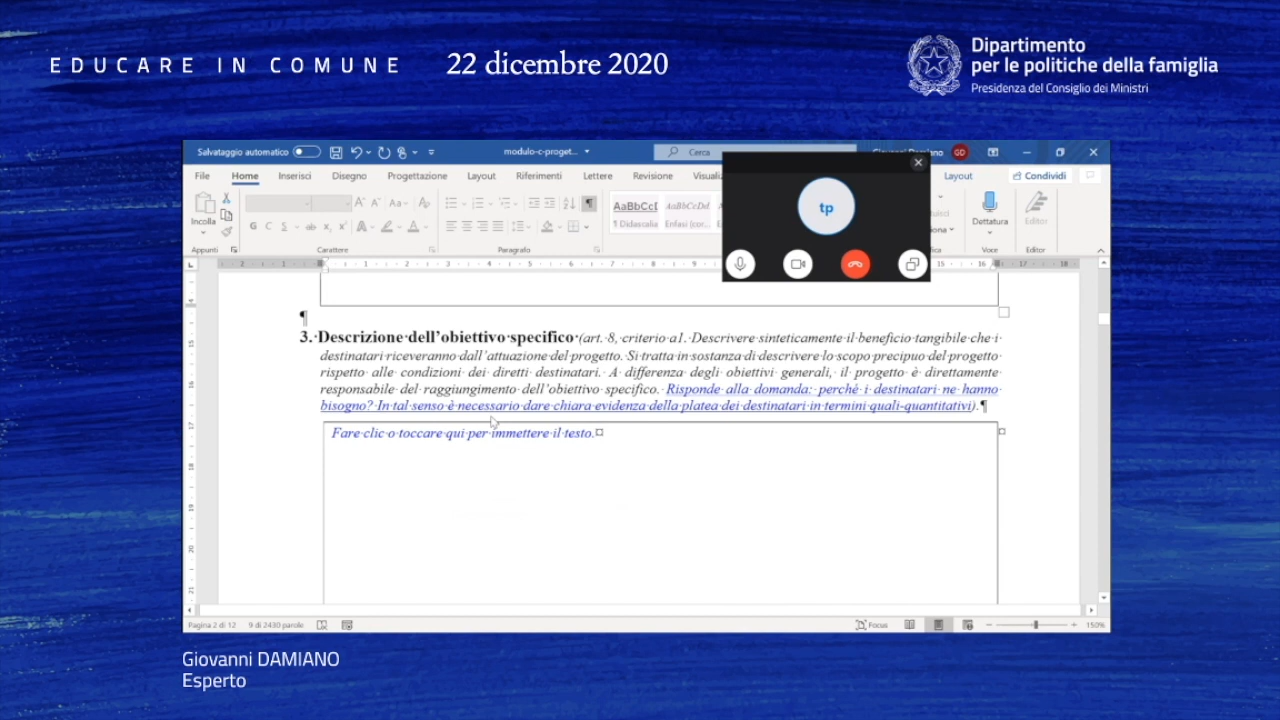 EDUCARE IN COMUNE
22 dicembre 2020
Dipartimento
per le politiche della famiglia
Presidenza del Consiglio dei Ministri
Salvataggio automatico
modulo-c-proget...
Cerca
Giovanni Damiano
GD
File Home Inserisci Disegno Progettazione Layout Riferimenti Lettere Revisione Visuali
Layout
Condividi
tp
Incolla
AaBbCcI AaBbCcDd
¶ Didascalia Enfasi (cor...
Dettatura
Editor
Appunti Carattere Paragrafo
Voce Editor
¶
3.·Descrizione·dell’obiettivo·specifico·(art. 8, criterio a1. Descrivere sinteticamente il beneficio tangibile che i
destinatari riceveranno dall’attuazione del progetto. Si tratta in sostanza di descrivere lo scopo precipuo del progetto
rispetto alle condizioni dei diretti destinatari. A differenza degli obiettivi generali, il progetto è direttamente
responsabile del raggiungimento dell’obiettivo specifico. Risponde alla domanda: perché i destinatari ne hanno
bisogno? In tal senso è necessario dare chiara evidenza della platea dei destinatari in termini quali-quantitativi).¶
Fare·clic·o·toccare·qui·per·immettere·il·testo.
Pagina 2 di 12 9 di 2430 parole
Focus
150%
Giovanni DAMIANO
Esperto